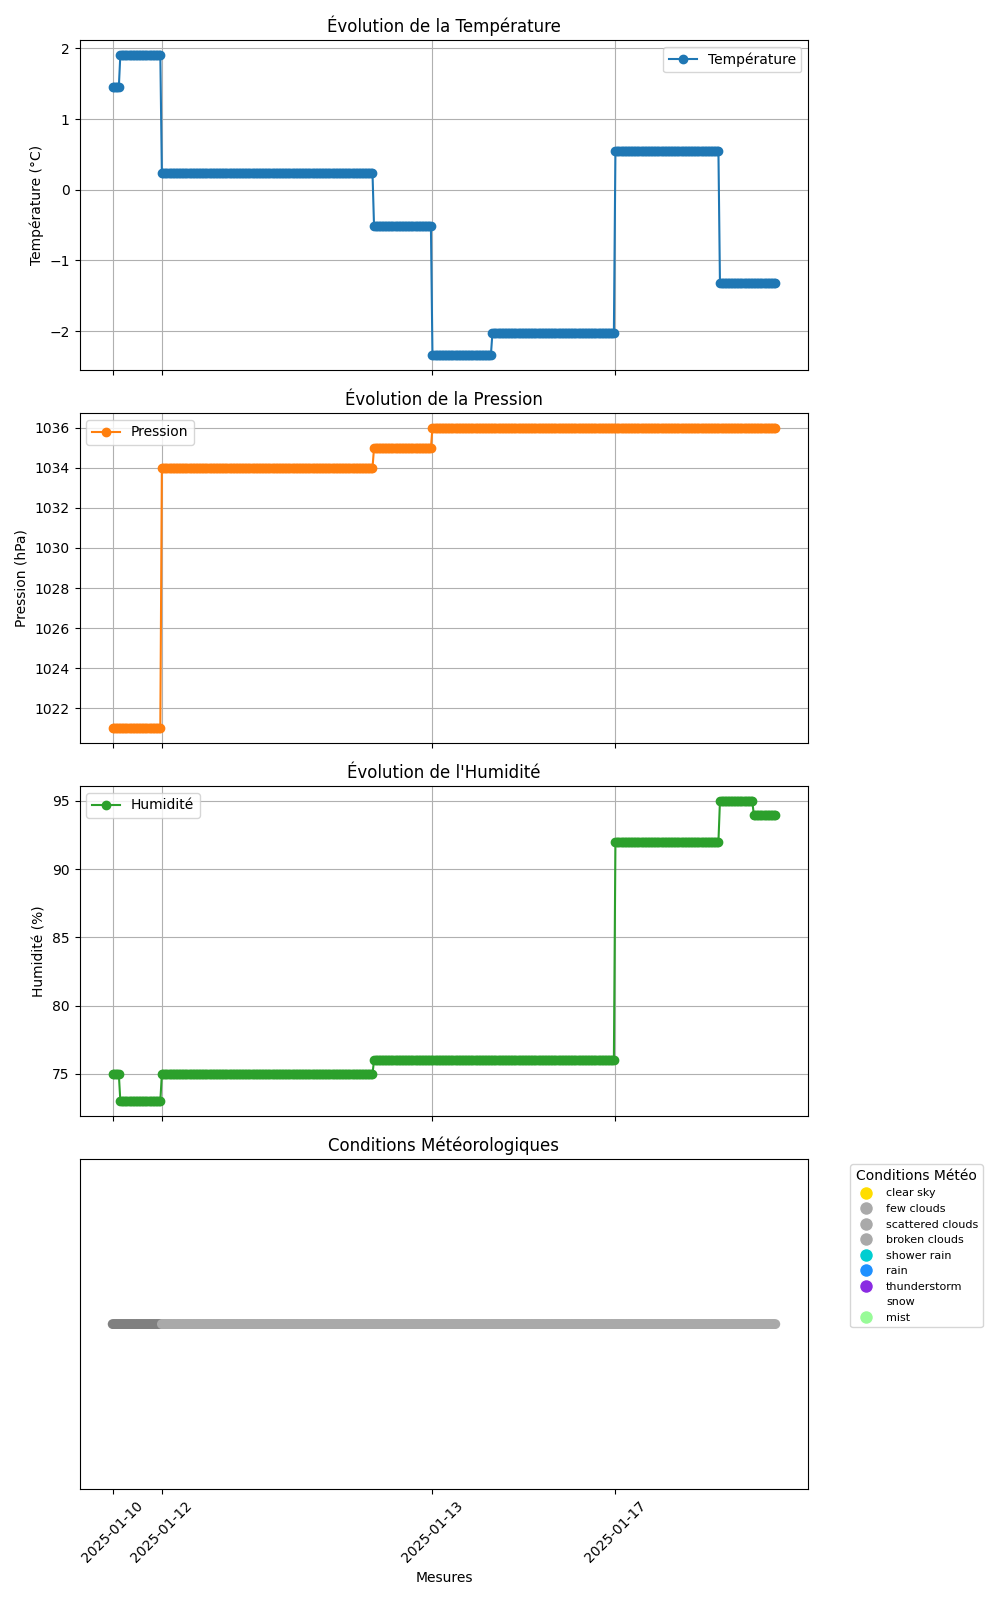 Évolution de la Température
Température
2
1
0
−1
−2
Température (°C)
Évolution de la Pression
Pression
1036
1034
1032
1030
1028
1026
1024
1022
Pression (hPa)
Évolution de l'Humidité
Humidité
95
90
85
80
75
Humidité (%)
Conditions Météorologiques
Conditions Météo
clear sky
few clouds
scattered clouds
broken clouds
shower rain
rain
thunderstorm
snow
mist
2025-01-10
2025-01-12
2025-01-13
2025-01-17
Mesures